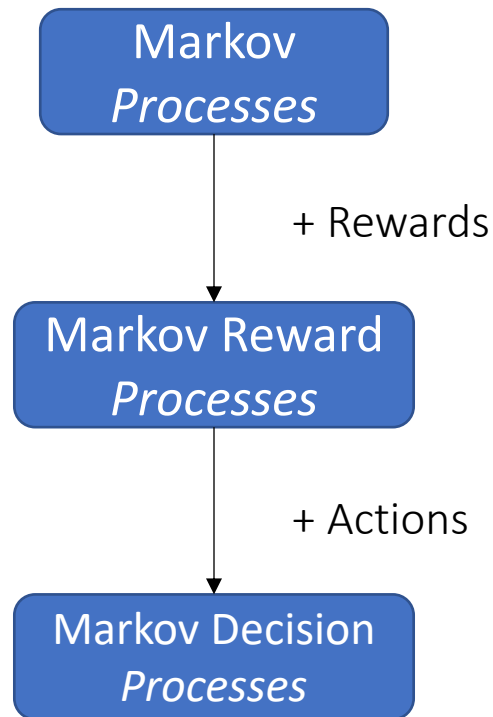 Markov
Processes
+ Rewards
Markov Reward
Processes
+ Actions
Markov Decision
Processes